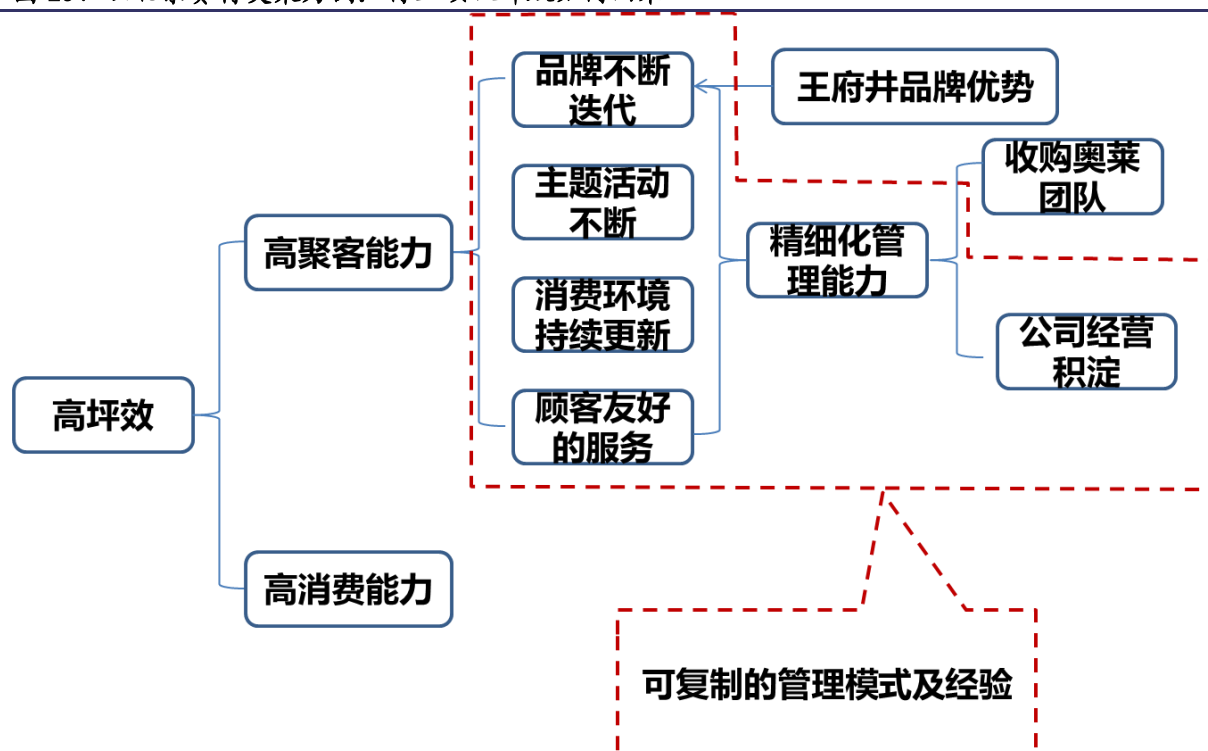 品牌不断
迭代
王府井品牌优势
收购奥莱
团队
主题活动
不断
高聚客能力
精细化管
理能力
消费环境
持续更新
公司经营
积淀
高坪效
顾客友好
的服务
高消费能力
可复制的管理模式及经验